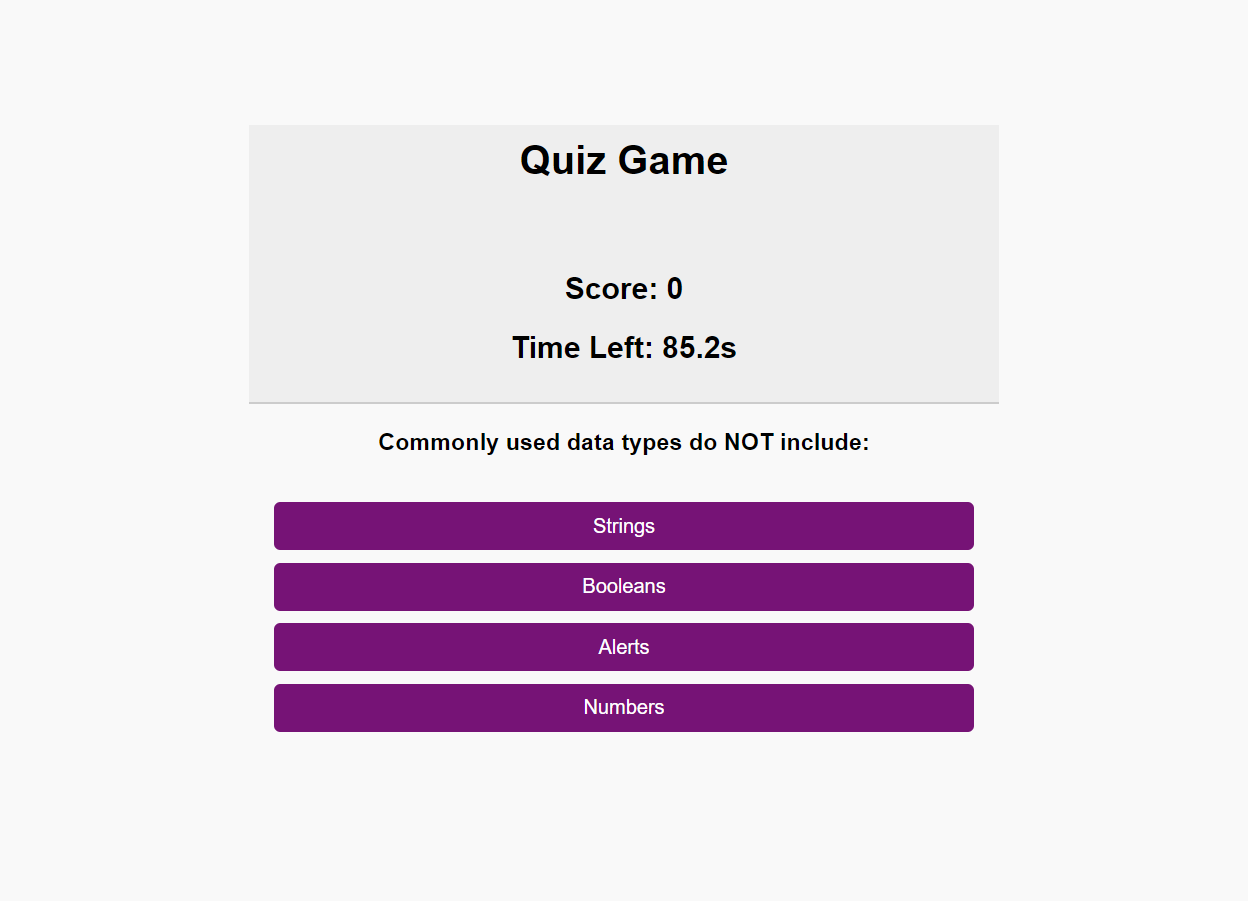 Quiz Game
Score: 0
Time Left: 85.2s
Commonly used data types do NOT include:
Strings
Booleans
Alerts
Numbers